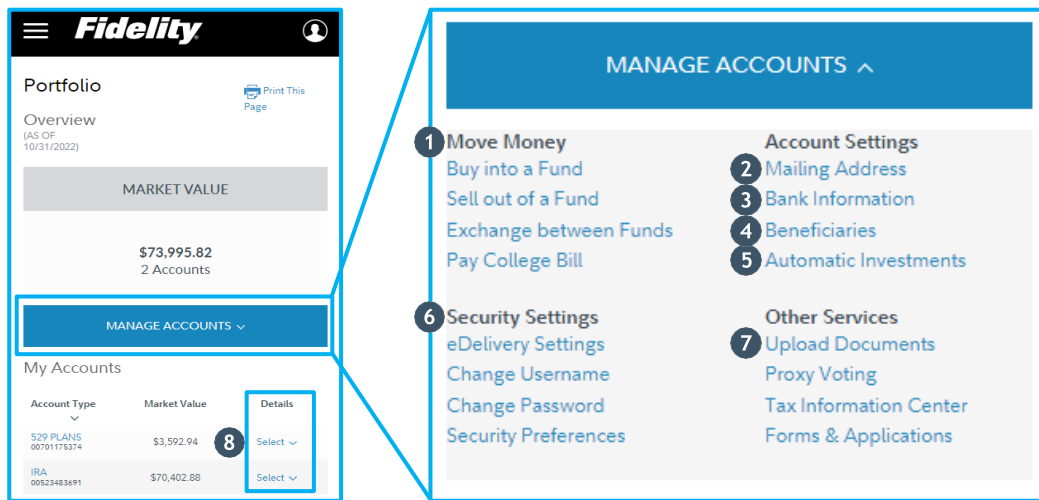 Fidelity
Portfolio
Print This
Page
Overview
(AS OF
10/31/2022)
MARKET VALUE
$73,995.82
2 Accounts
MANAGE ACCOUNTS
My Accounts
Account Type Market Value Details
529 PLANS
00701175374
$3,592.94 8 Select
IRA
00523483691
$70,402.88 Select
MANAGE ACCOUNTS
1 Move Money
Buy into a Fund
Sell out of a Fund
Exchange between Funds
Pay College Bill
Account Settings
2 Mailing Address
3 Bank Information
4 Beneficiaries
5 Automatic Investments
6 Security Settings
eDelivery Settings
Change Username
Change Password
Security Preferences
Other Services
7 Upload Documents
Proxy Voting
Tax Information Center
Forms & Applications